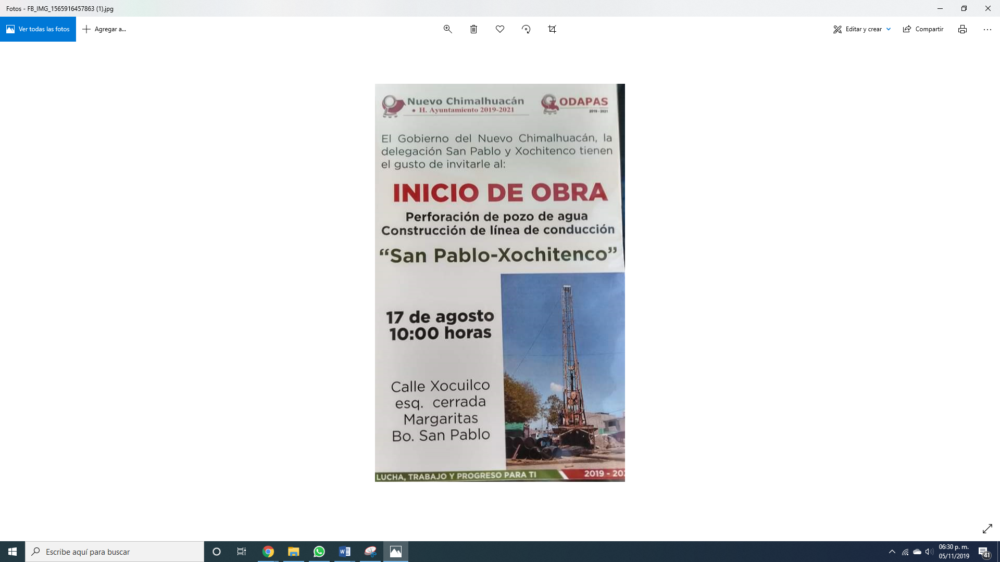 Fotos - FB_IMG_1565916457863 (1).jpg
Ver todas las fotos
Agregar a...
Editar y crear
Compartir
Nuevo Chimalhuacán
• H. Ayuntamiento 2019-2021
ODAPAS
2019 - 2021
El Gobierno del Nuevo Chimalhuacán, la
delegación San Pablo y Xochitenco tienen
el gusto de invitarle al:
INICIO DE OBRA
Perforación de pozo de agua
Construcción de línea de conducción
“San Pablo-Xochitenco”
17 de agosto
10:00 horas
Calle Xocuilco
esq. cerrada
Margaritas
Bo. San Pablo
LUCHA, TRABAJO Y PROGRESO PARA TI
2019 - 202
Escribe aquí para buscar
06:30 p. m.
05/11/2019
41